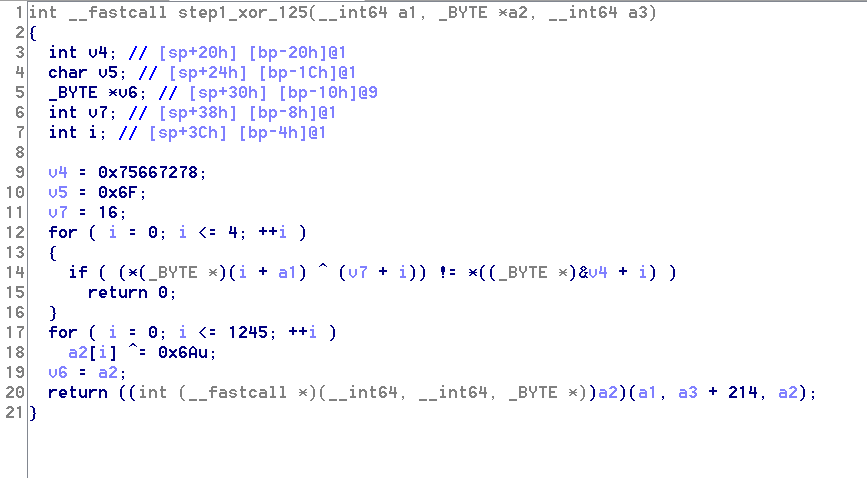 1 int __fastcall step1_xor_125(__int64 a1, _BYTE *a2, __int64 a3)
2 {
3   int v4; // [sp+20h] [bp-20h]@1
4   char v5; // [sp+24h] [bp-1Ch]@1
5   _BYTE *v6; // [sp+30h] [bp-10h]@9
6   int v7; // [sp+38h] [bp-8h]@1
7   int i; // [sp+3Ch] [bp-4h]@1
8
9   v4 = 0x75667278;
10   v5 = 0x6F;
11   v7 = 16;
12   for ( i = 0; i <= 4; ++i )
13   {
14     if ( (*(_BYTE *)(i + a1) ^ (v7 + i)) != *((_BYTE *)&v4 + i) )
15       return 0;
16   }
17   for ( i = 0; i <= 1245; ++i )
18     a2[i] ^= 0x6Au;
19   v6 = a2;
20   return ((int (__fastcall *)(__int64, __int64, _BYTE *))a2)(a1, a3 + 214, a2);
21 }